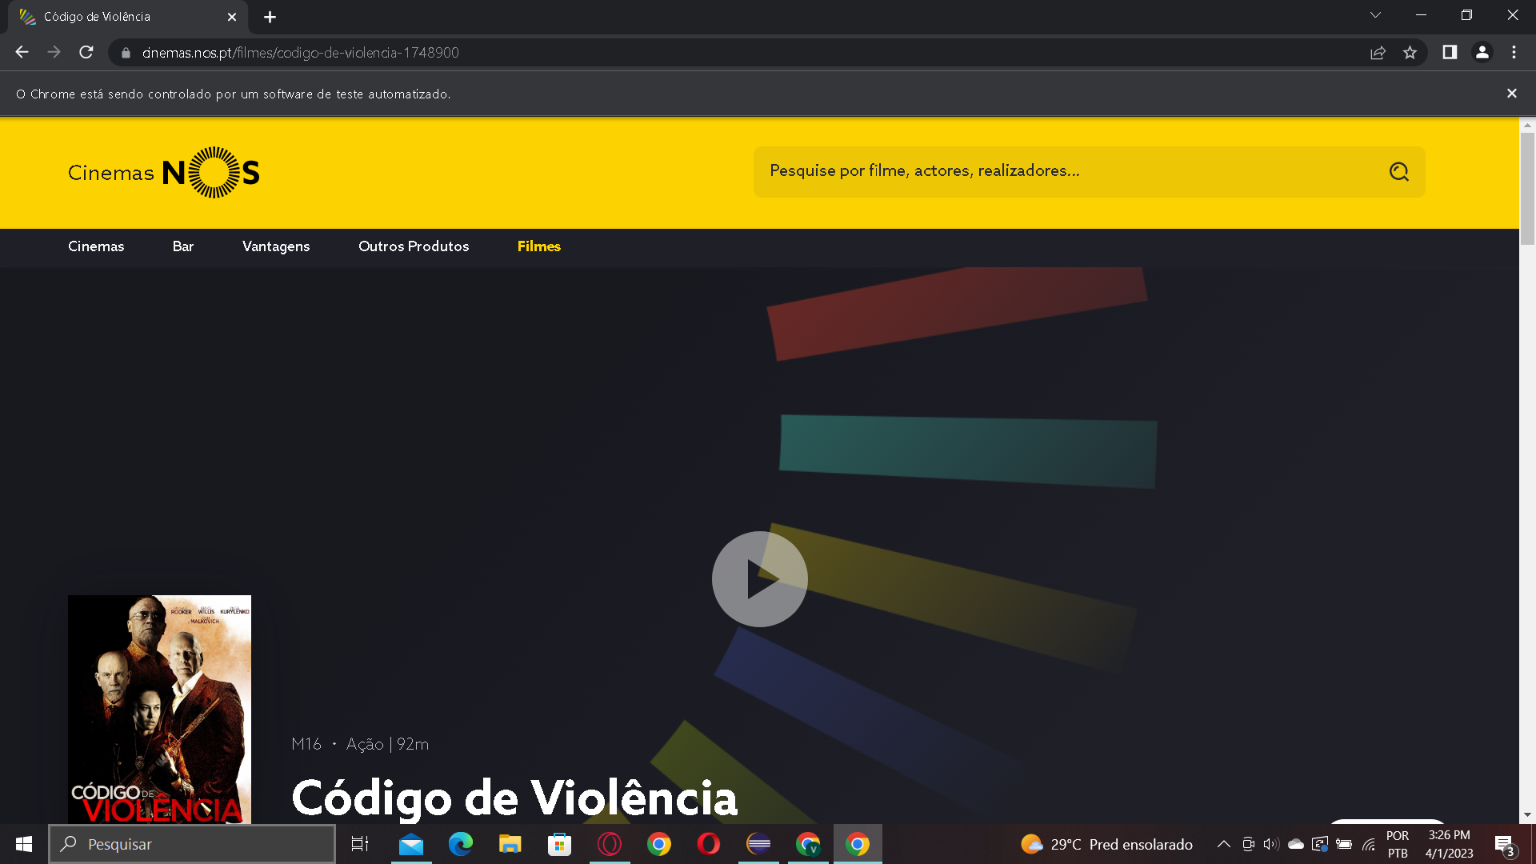 Código de Violência
cinemas.nos.pt/filmes/codigo-de-violencia-1748900
O Chrome está sendo controlado por um software de teste automatizado.
Cinemas NOS
Pesquise por filme, actores, realizadores...
Cinemas
Bar
Vantagens
Outros Produtos
Filmes
ROOKER
WILLIS
KURYLENKO
MALKOVICH
CÓDIGO DE
VIOLÊNCIA
M16 · Ação | 92m
Código de Violência
Pesquisar
29°C Pred ensolarado
POR
PTB
3:26 PM
4/1/2023
3